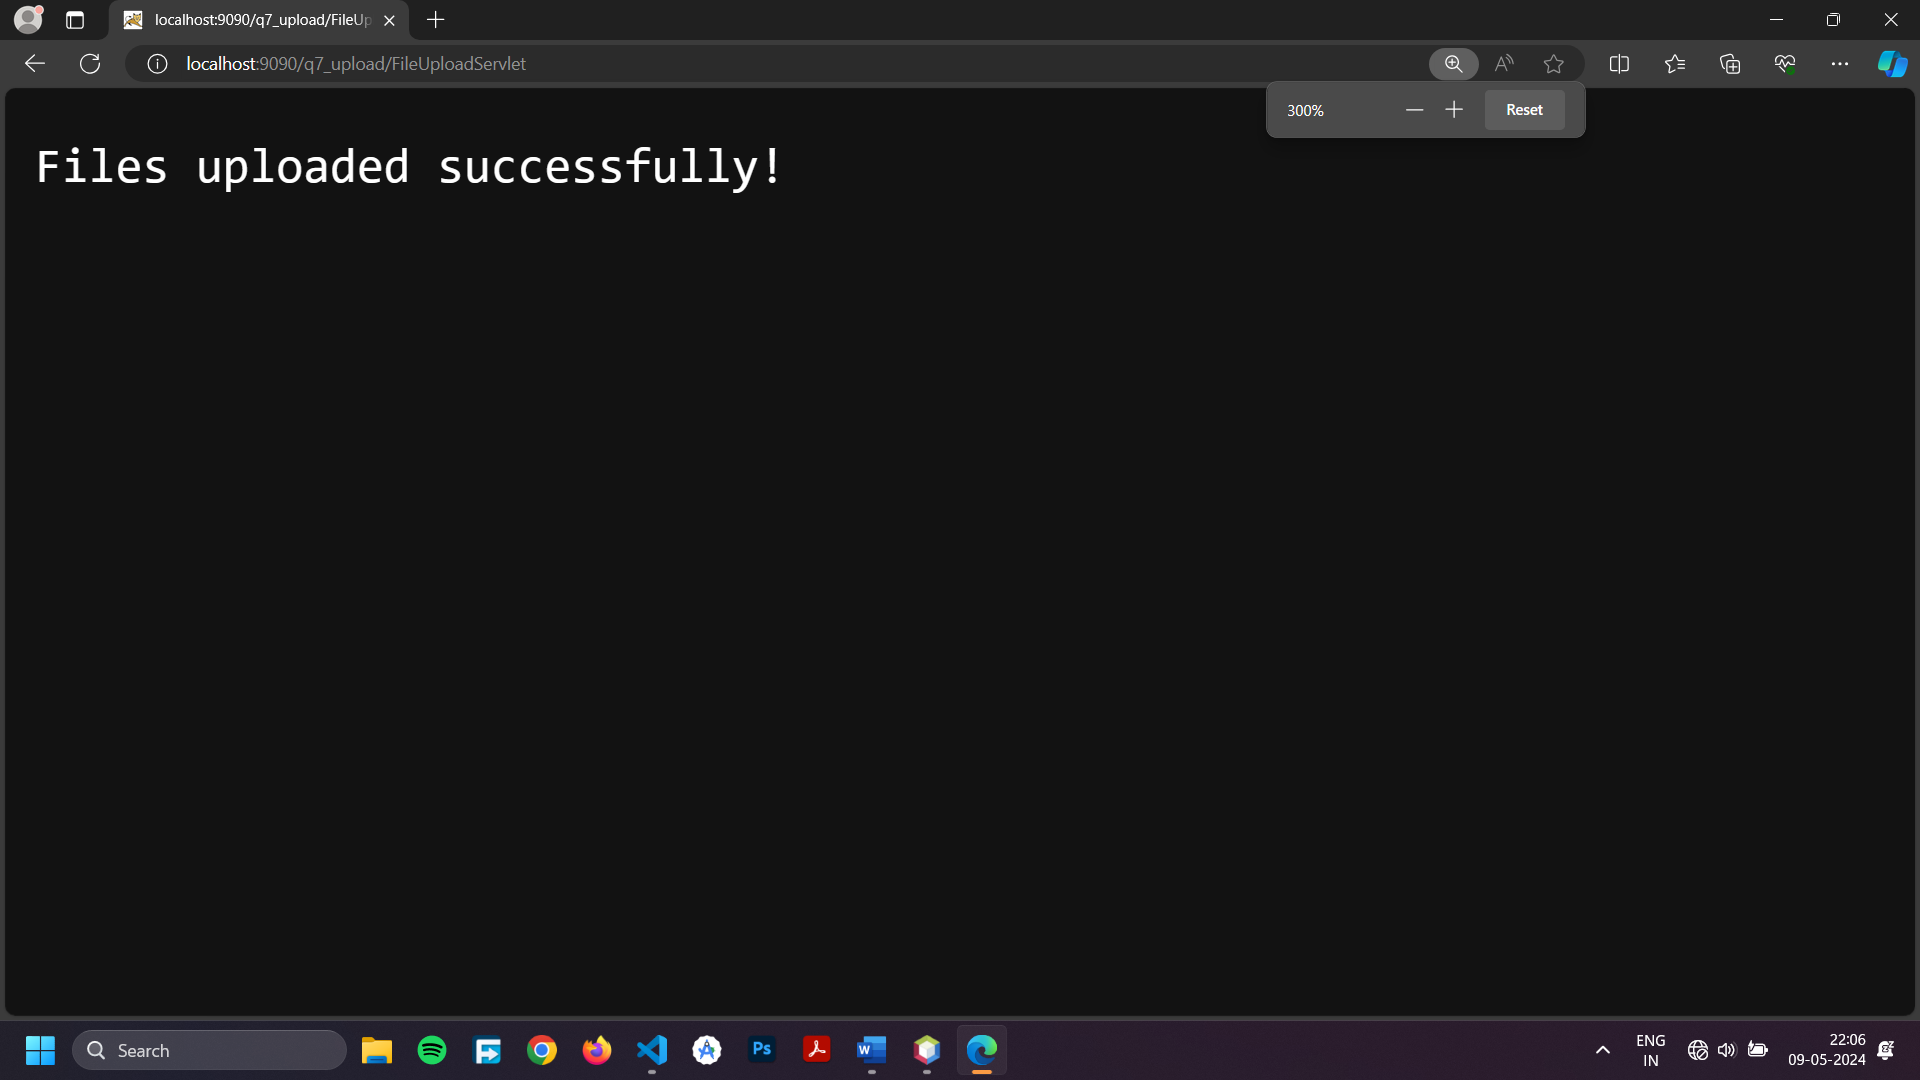 localhost:9090/q7_upload/FileUp
localhost:9090/q7_upload/FileUploadServlet
300%
Reset
Files uploaded successfully!
Search
Ps
W
ENG
IN
22:06
09-05-2024